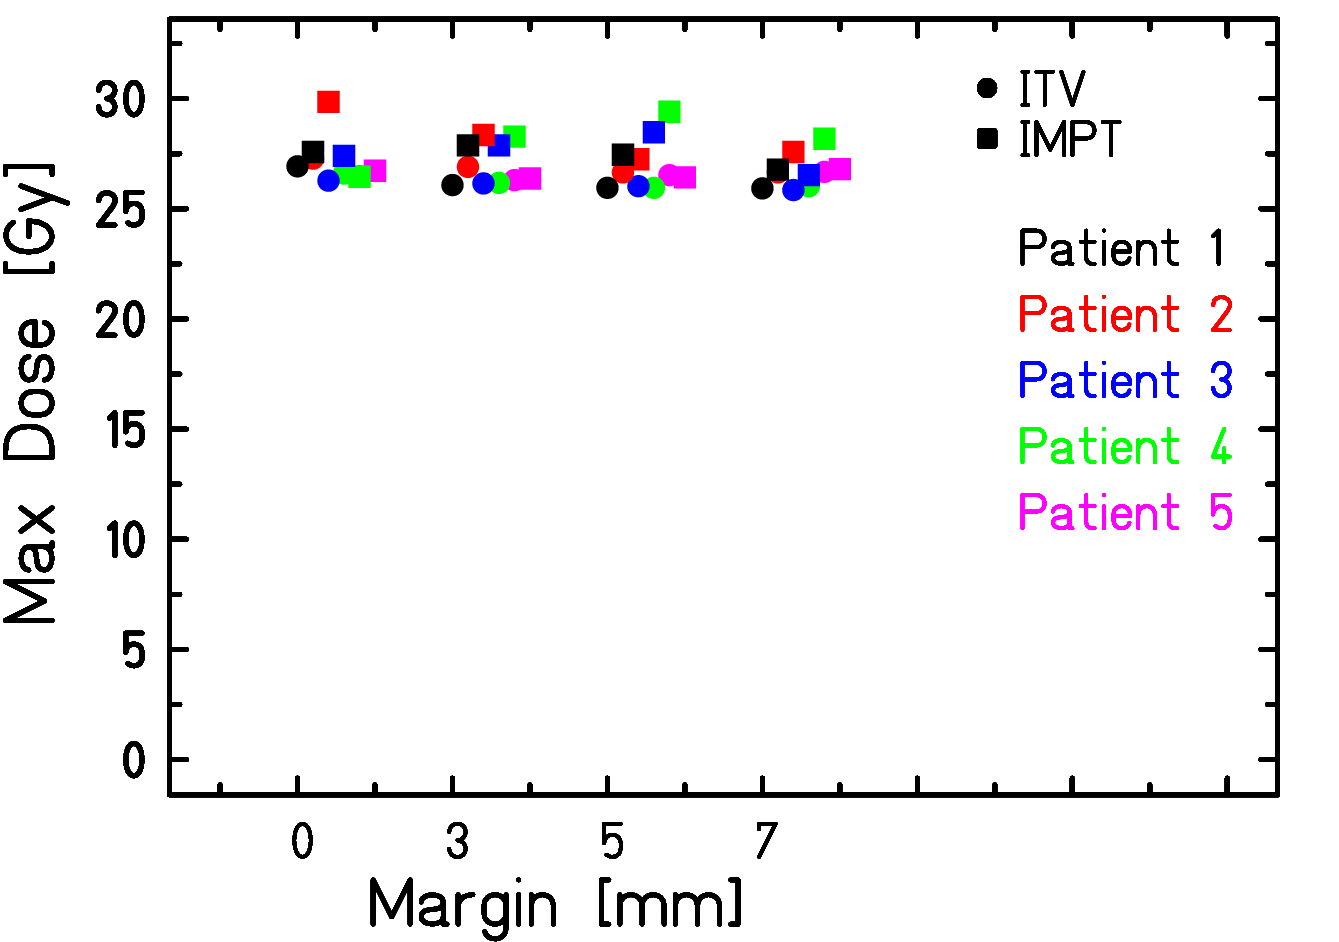 Max Dose [Gy]
30
25
20
15
10
5
0
0 3 5 7
Margin [mm]
ITV
IMPT
Patient 1
Patient 2
Patient 3
Patient 4
Patient 5